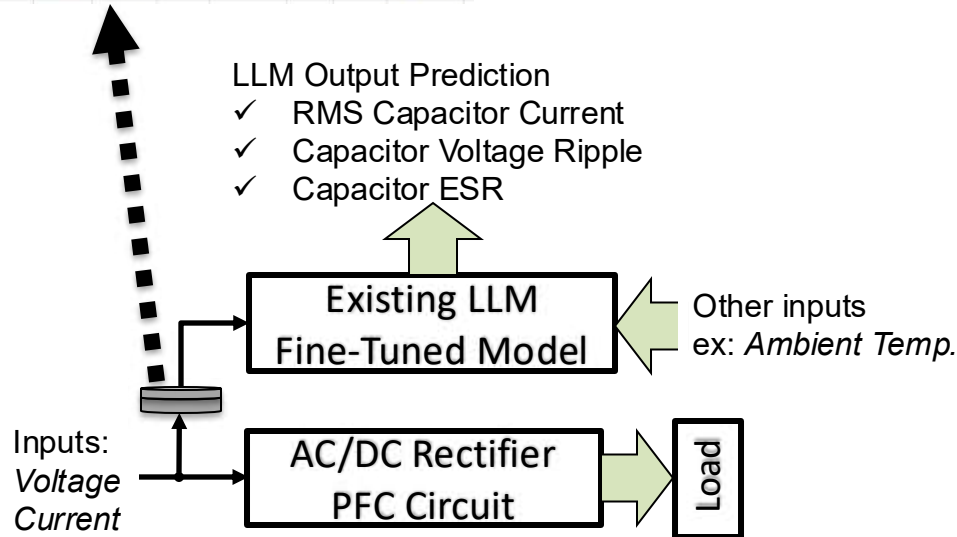 LLM Output Prediction
✓ RMS Capacitor Current
✓ Capacitor Voltage Ripple
✓ Capacitor ESR
Existing LLM
Fine-Tuned Model
Other inputs
ex: Ambient Temp.
Inputs:
Voltage
Current
AC/DC Rectifier
PFC Circuit
Load